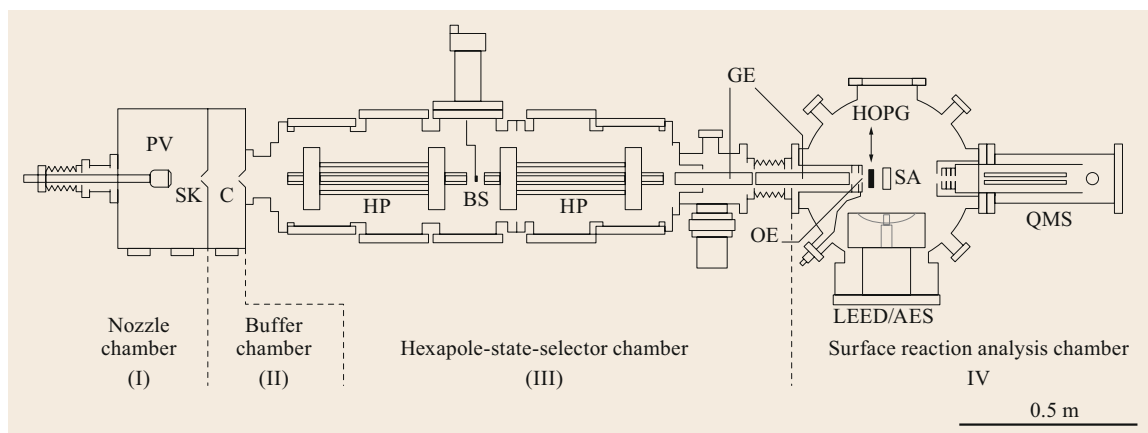 GE
HOPG
PV
SK
C
HP
BS
HP
SA
OE
QMS
LEED/AES
Nozzle
chamber
(I)
Buffer
chamber
(II)
Hexapole-state-selector chamber
(III)
Surface reaction analysis chamber
IV
0.5 m